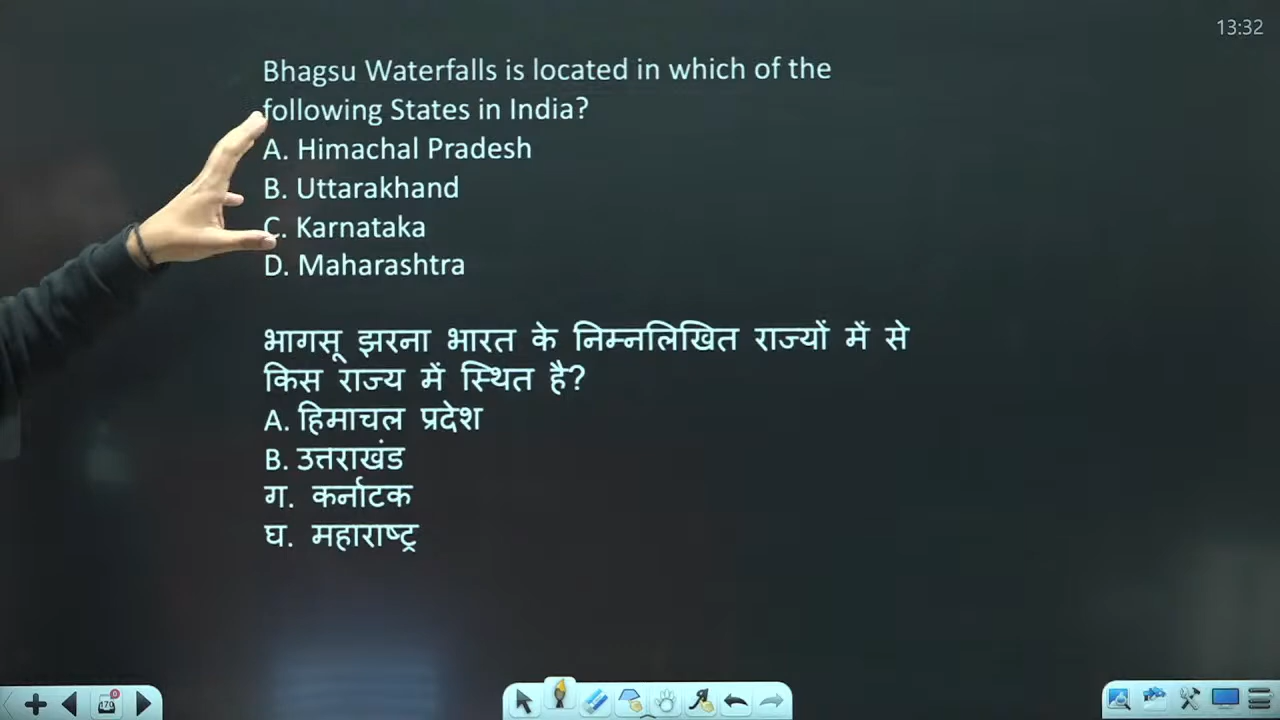 13:32
Bhagsu Waterfalls is located in which of the
following States in India?
A. Himachal Pradesh
B. Uttarakhand
C. Karnataka
D. Maharashtra
भागसू झरना भारत के निम्नलिखित राज्यों में से
किस राज्य में स्थित है?
A. हिमाचल प्रदेश
B. उत्तराखंड
ग. कर्नाटक
घ. महाराष्ट्र